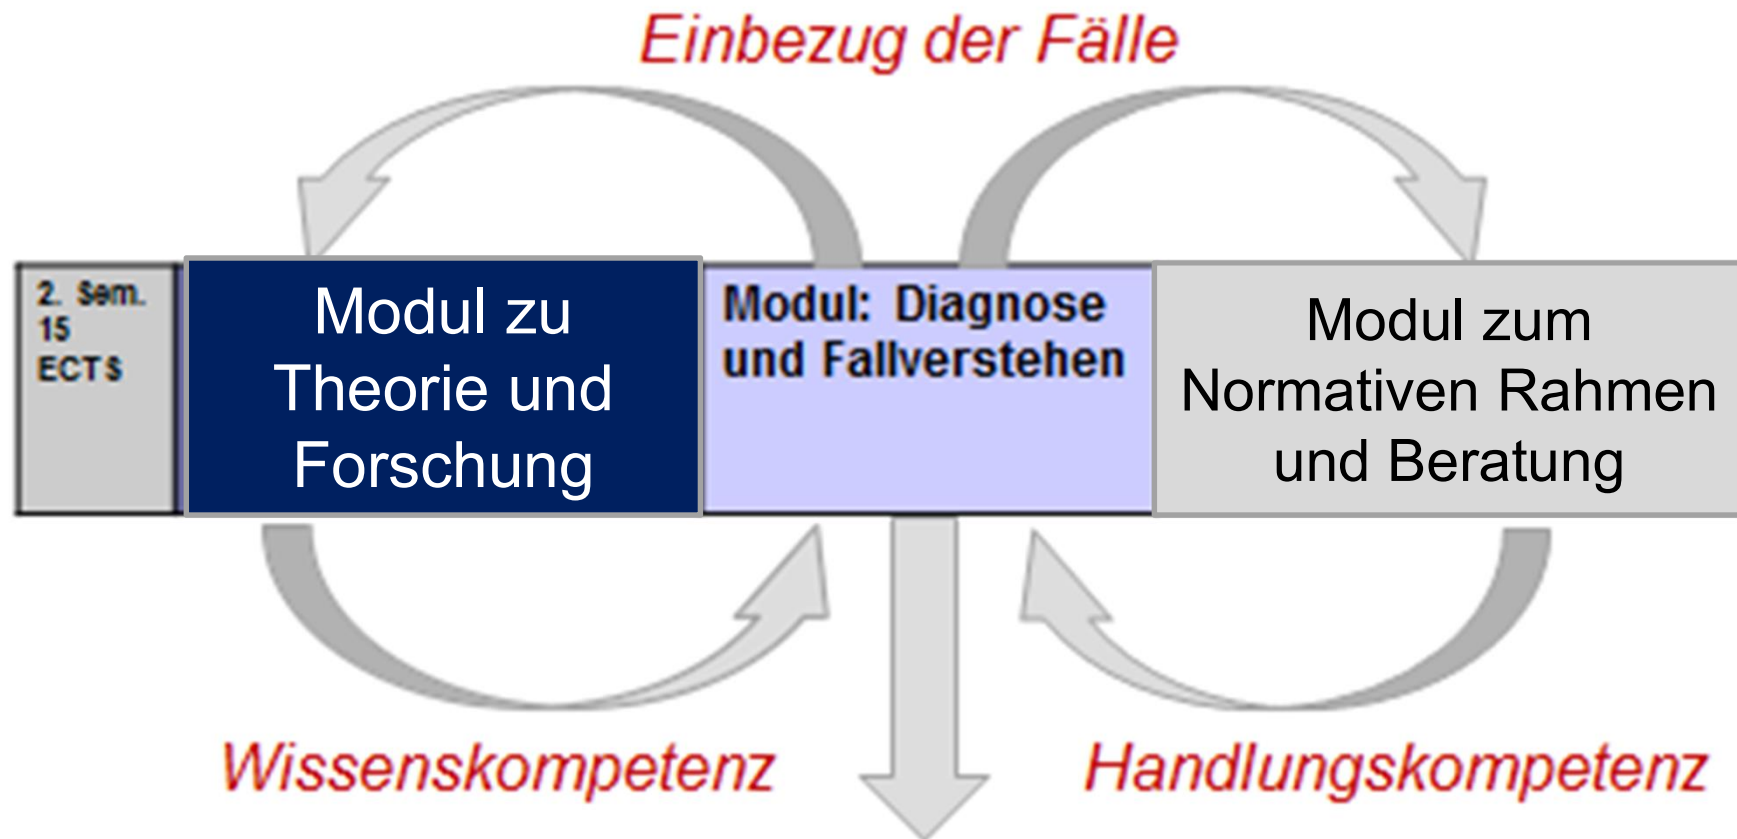 Einbezug der Fälle
2. Sem.
15
ECTS
Modul zu
Theorie und
Forschung
Modul: Diagnose
und Fallverstehen
Modul zum
Normativen Rahmen
und Beratung
Wissenskompetenz
Handlungskompetenz